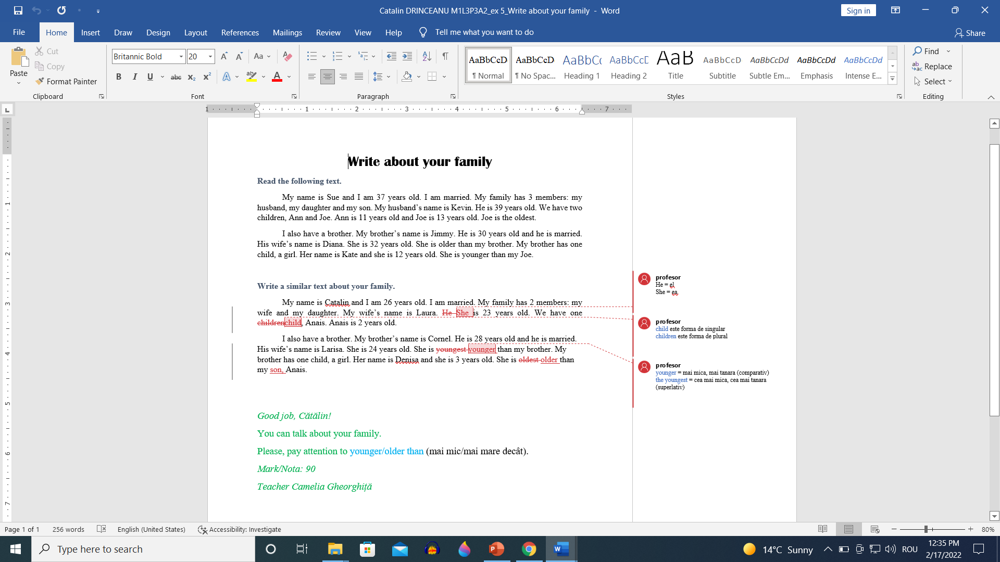 Catalin DRINCEANU M1L3P3A2_ex 5_Write about your family - Word
Sign in
File Home Insert Draw Design Layout References Mailings Review View Help Tell me what you want to do Share
Paste
Cut
Copy
Format Painter
Clipboard
Britannic Bold 20
Font
Paragraph
AaBbCcD AaBbCcD AaBbCc AaBbCcD AaB AaBbCcD AaBbCcDd AaBbCcDd AaBbCcDd
¶ Normal ¶ No Spac... Heading 1 Heading 2 Title Subtitle Subtle Em... Emphasis Intense E...
Styles
Find
Replace
Select
Editing
1 1 2 3 4 5 6 7
1
2
3
4
5
6
7
Write about your family
Read the following text.
My name is Sue and I am 37 years old. I am married. My family has 3 members: my
husband, my daughter and my son. My husband’s name is Kevin. He is 39 years old. We have two
children, Ann and Joe. Ann is 11 years old and Joe is 13 years old. Joe is the oldest.
I also have a brother. My brother’s name is Jimmy. He is 30 years old and he is married.
His wife’s name is Diana. She is 32 years old. She is older than my brother. My brother has one
child, a girl. Her name is Kate and she is 12 years old. She is younger than my Joe.
Write a similar text about your family.
My name is Catalin and I am 26 years old. I am married. My family has 2 members: my
wife and my daughter. My wife’s name is Laura. He She is 23 years old. We have one
childrenchild, Anais. Anais is 2 years old.
I also have a brother. My brother’s name is Cornel. He is 28 years old and he is married.
His wife’s name is Larisa. She is 24 years old. She is youngest younger than my brother. My
brother has one child, a girl. Her name is Denisa and she is 3 years old. She is oldest older than
my son, Anais.
profesor
He = el
She = ea
profesor
child este forma de singular
children este forma de plural
profesor
younger = mai mica, mai tanara (comparativ)
the youngest = cea mai mica, cea mai tanara
(superlativ)
Good job, Cătălin!
You can talk about your family.
Please, pay attention to younger/older than (mai mic/mai mare decât).
Mark/Nota: 90
Teacher Camelia Gheorghiță
Page 1 of 1 256 words English (United States) Accessibility: Investigate 80%
Type here to search
14°C Sunny ROU
12:35 PM
2/17/2022